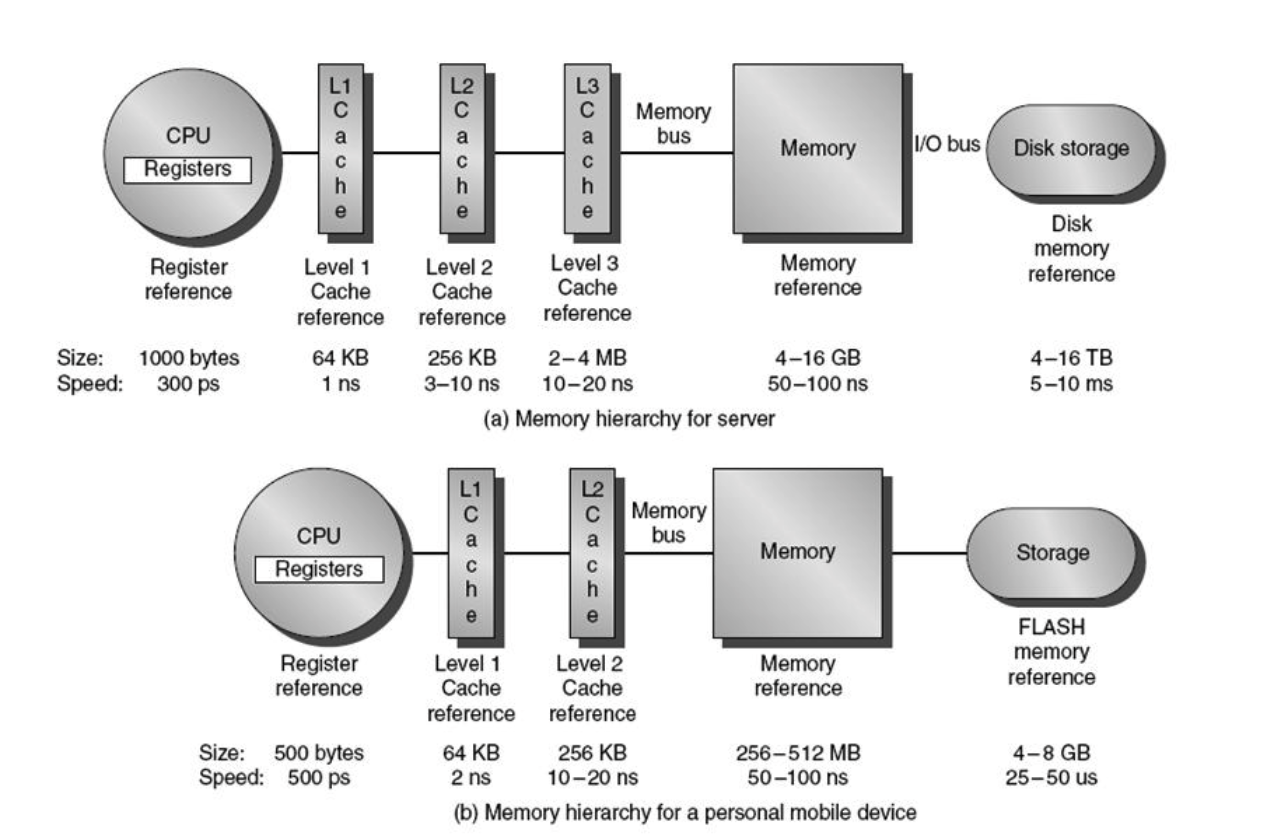 CPU
Registers
L1
C
a
c
h
e
L2
C
a
c
h
e
L3
C
a
c
h
e
Memory
bus
Memory
I/O bus
Disk storage
Register
reference
Level 1
Cache
reference
Level 2
Cache
reference
Level 3
Cache
reference
Memory
reference
Disk
memory
reference
Size: 1000 bytes 64 KB 256 KB 2–4 MB 4–16 GB 4–16 TB
Speed: 300 ps 1 ns 3–10 ns 10–20 ns 50–100 ns 5–10 ms
(a) Memory hierarchy for server
CPU
Registers
L1
C
a
c
h
e
L2
C
a
c
h
e
Memory
bus
Memory
Storage
Register
reference
Level 1
Cache
reference
Level 2
Cache
reference
Memory
reference
FLASH
memory
reference
Size: 500 bytes 64 KB 256 KB 256–512 MB 4–8 GB
Speed: 500 ps 2 ns 10–20 ns 50–100 ns 25–50 us
(b) Memory hierarchy for a personal mobile device